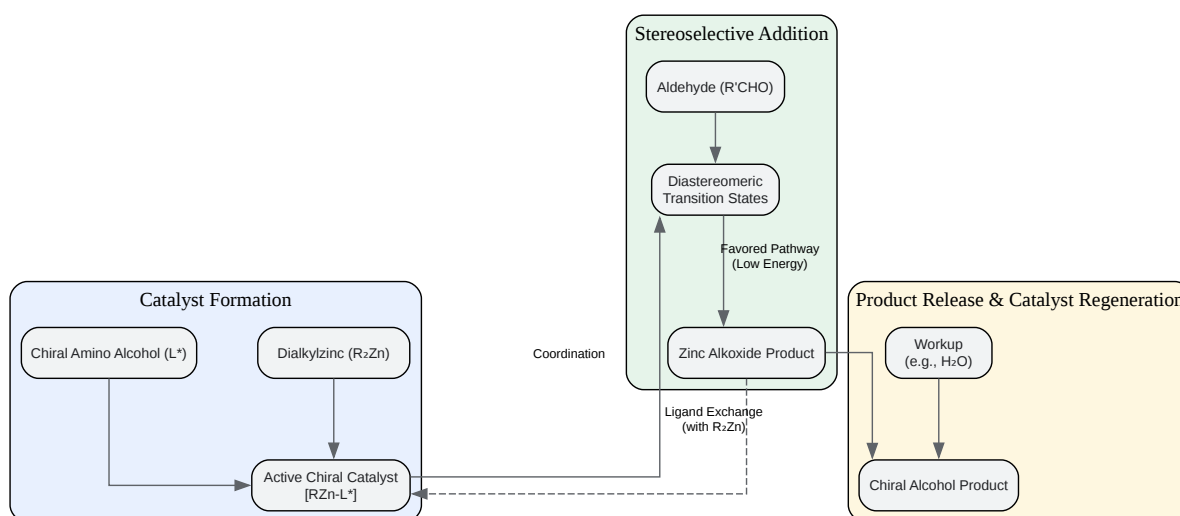 Stereoselective Addition
Aldehyde (R'CHO)
Diastereomeric
Transition States
Favored Pathway
(Low Energy)
Catalyst Formation
Product Release & Catalyst Regeneration
Chiral Amino Alcohol (L*)
Dialkylzinc (R₂Zn)
Coordination
Zinc Alkoxide Product
Workup
(e.g., H₂O)
Ligand Exchange
(with R₂Zn)
Active Chiral Catalyst
[RZn-L*]
Chiral Alcohol Product